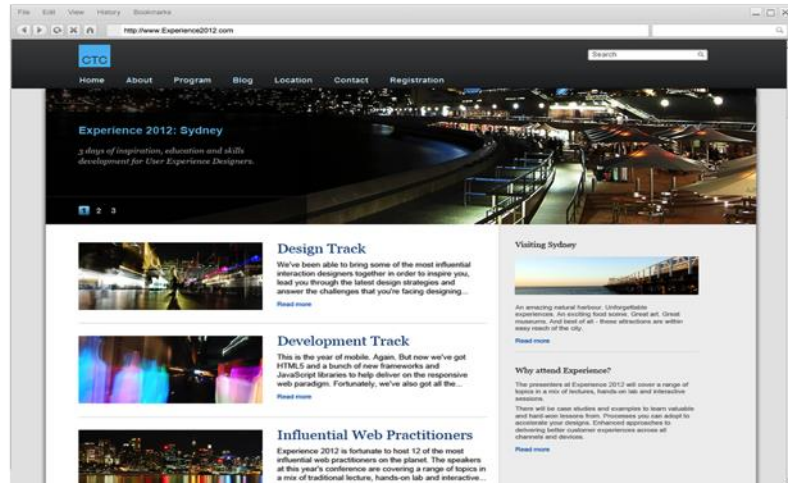 File Edit View History Bookmarks
http://www.Experience2012.com
CTC
Search
Home About Program Blog Location Contact Registration
Experience 2012: Sydney
3 days of inspiration, education and skills
development for User Experience Designers.
1 2 3
Design Track
We've been able to bring some of the most influential
interaction designers together in order to inspire you,
lead you through the latest design strategies and
answer the challenges that you're facing designing...
Read more
Development Track
This is the year of mobile. Again. But now we've got
HTML5 and a bunch of new frameworks and
JavaScript libraries to help deliver on the responsive
web paradigm. Fortunately, we've also got all the...
Read more
Influential Web Practitioners
Experience 2012 is fortunate to host 12 of the most
influential web practitioners on the planet. The speakers
at this year's conference are covering a range of topics in
a mix of traditional lecture, hands-on lab and interactive...
Visiting Sydney
An amazing natural harbour. Unforgettable
experiences. An exciting food scene. Great art. Great
museums. And best of all - these attractions are within
easy reach of the city.
Read more
Why attend Experience?
The presenters at Experience 2012 will cover a range of
topics in a mix of lectures, hands-on lab and interactive
sessions.
There will be case studies and examples to learn valuable
and hard-won lessons from. Processes you can adopt to
accelerate your designs. Enhanced approaches to
delivering better customer experiences across all
channels and devices.
Read more